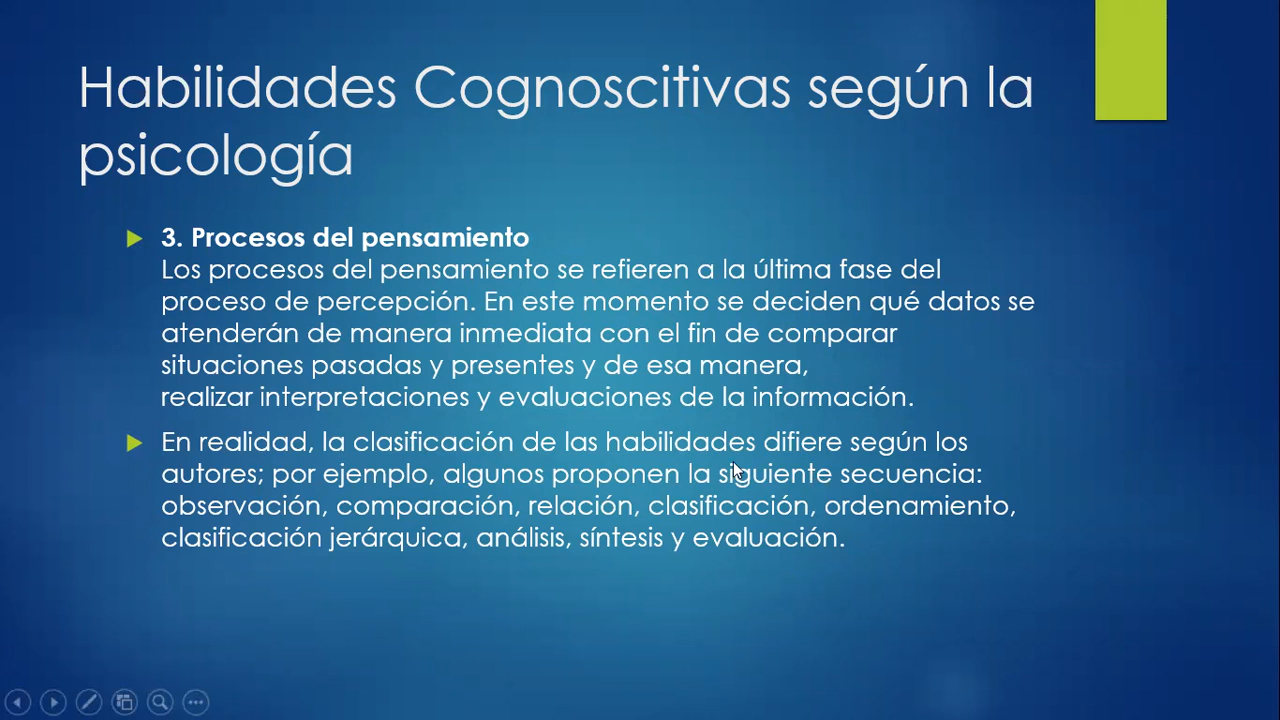 Habilidades Cognoscitivas según la
psicología
3. Procesos del pensamiento
Los procesos del pensamiento se refieren a la última fase del
proceso de percepción. En este momento se deciden qué datos se
atenderán de manera inmediata con el fin de comparar
situaciones pasadas y presentes y de esa manera,
realizar interpretaciones y evaluaciones de la información.
En realidad, la clasificación de las habilidades difiere según los
autores; por ejemplo, algunos proponen la siguiente secuencia:
observación, comparación, relación, clasificación, ordenamiento,
clasificación jerárquica, análisis, síntesis y evaluación.